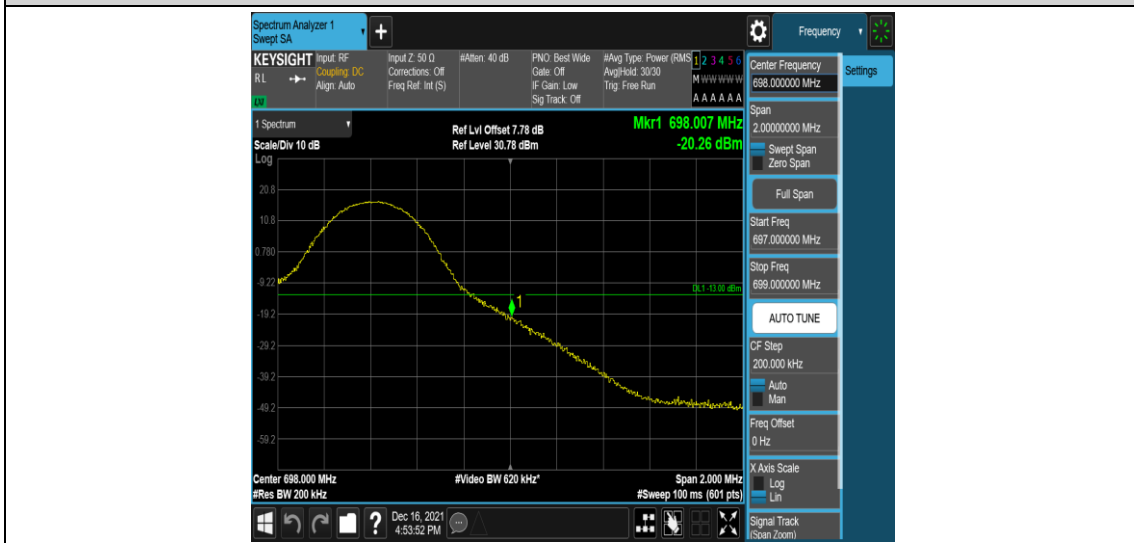 Spectrum Analyzer 1
Swept SA
+
Frequency
KEYSIGHT
RL
LXI
Input: RF
Coupling: DC
Align: Auto
Input Z: 50 Ω
Corrections: Off
Freq Ref: Int (S)
#Atten: 40 dB
PNO: Best Wide
Gate: Off
IF Gain: Low
Sig Track: Off
#Avg Type: Power (RMS
Avg|Hold: 30/30
Trig: Free Run
1 2 3 4 5 6
M W W W W W
A A A A A A
1 Spectrum
Scale/Div 10 dB
Log
Ref Lvl Offset 7.78 dB
Ref Level 30.78 dBm
Mkr1 698.007 MHz
-20.26 dBm
20.8
10.8
0.780
-9.22
-19.2
-29.2
-39.2
-49.2
-59.2
DL1 -13.00 dBm
1
Center 698.000 MHz
#Res BW 200 kHz
#Video BW 620 kHz*
Span 2.000 MHz
#Sweep 100 ms (601 pts)
Center Frequency
698.000000 MHz
Settings
Span
2.00000000 MHz
Swept Span
Zero Span
Full Span
Start Freq
697.000000 MHz
Stop Freq
699.000000 MHz
AUTO TUNE
CF Step
200.000 kHz
Auto
Man
Freq Offset
0 Hz
X Axis Scale
Log
Lin
Signal Track
(Span Zoom)
?
Dec 16, 2021
4:53:52 PM